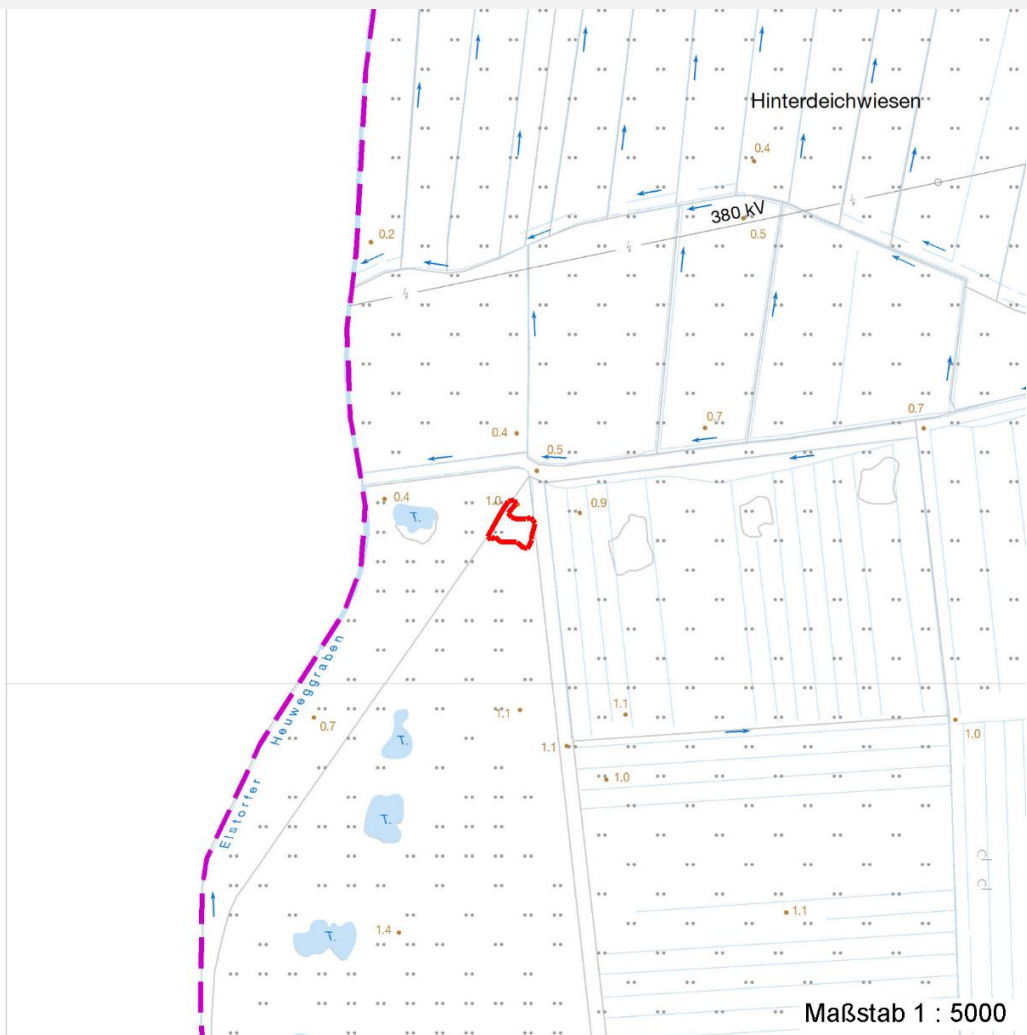 Hinterdeichwiesen
0.4
380 kV
0.5
0.2
0.7
0.7
0.4
0.5
0.4
1.0
0.9
T.
Elstorfer Heuweggraben
0.7
1.1
1.1
1.1
1.0
T.
1.0
T.
1.1
1.4
T.
Maßstab 1 : 5000